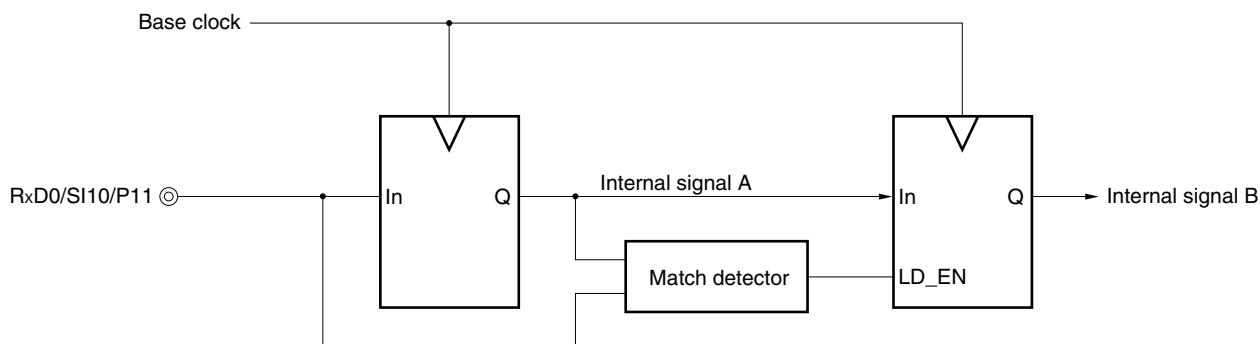 Base clock
RxD0/SI10/P11
In
Q
Internal signal A
In
Q
Internal signal B
Match detector
LD_EN